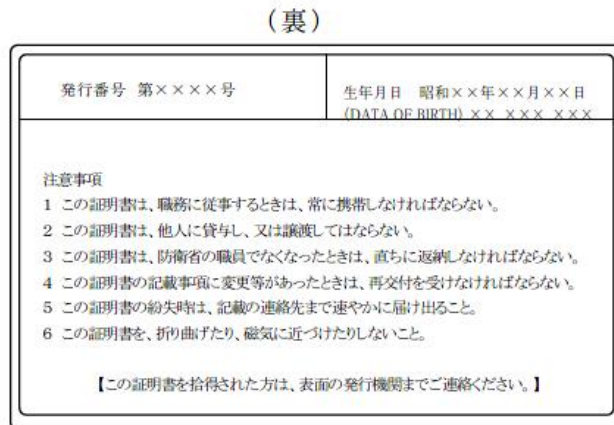 （裏）
発行番号 第××××号
生年月日 昭和××年××月××日
(DATA OF BIRTH) ×× ××× ×××
注意事項
1 この証明書は、職務に従事するときは、常に携帯しなければならない。
2 この証明書は、他人に貸与し、又は譲渡してはならない。
3 この証明書は、防衛省の職員でなくなったときは、直ちに返納しなければならない。
4 この証明書の記載事項に変更等があったときは、再交付を受けなければならない。
5 この証明書の紛失時は、記載の連絡先まで速やかに届け出ること。
6 この証明書を、折り曲げたり、磁気に近づけたりしないこと。
【この証明書を拾得された方は、表面の発行機関までご連絡ください。】